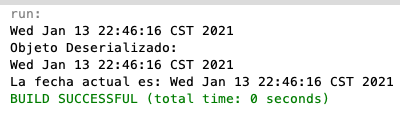 run:
Wed Jan 13 22:46:16 CST 2021
Objeto Deserializado:
Wed Jan 13 22:46:16 CST 2021
La fecha actual es: Wed Jan 13 22:46:16 CST 2021
BUILD SUCCESSFUL (total time: 0 seconds)